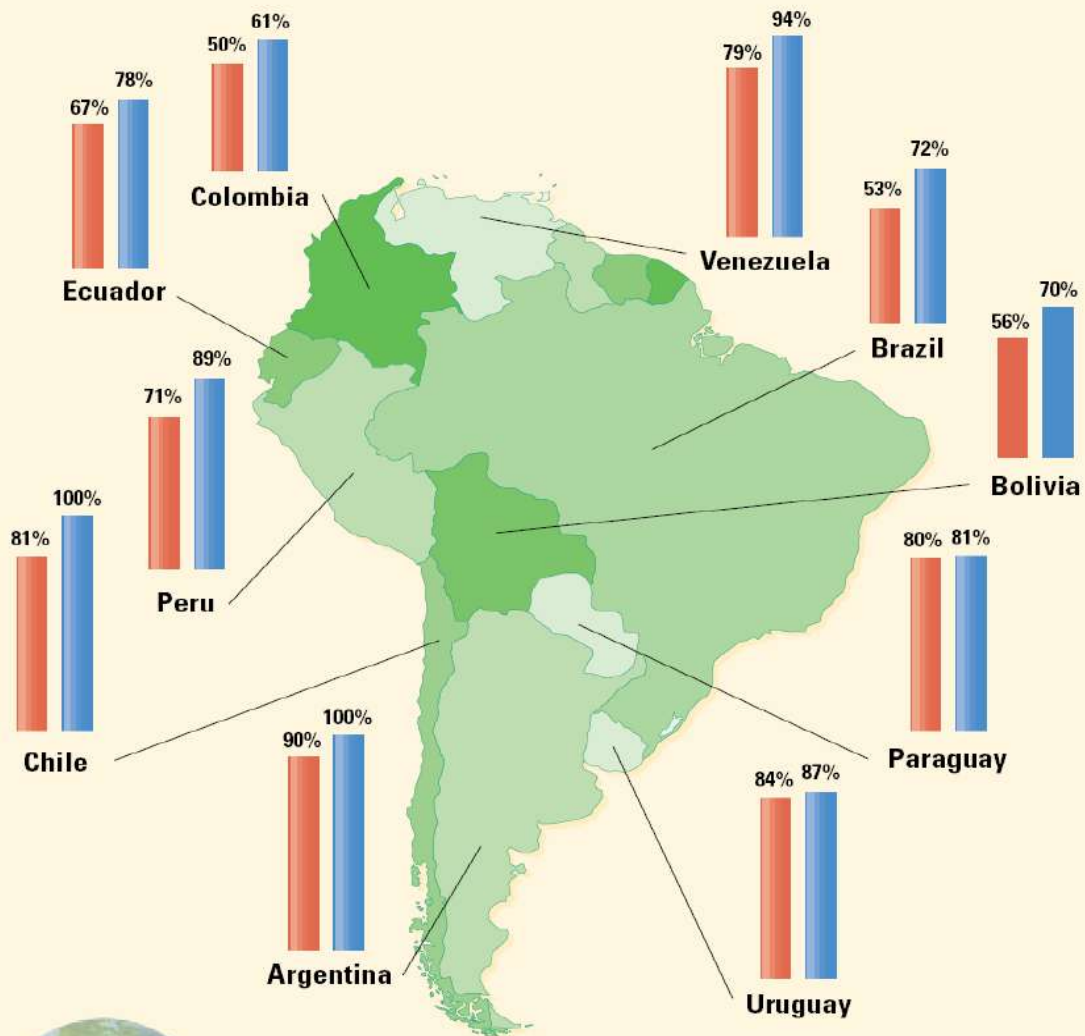 61%
50%
94%
79%
78%
67%
72%
53%
Colombia
Venezuela
Ecuador
70%
56%
Brazil
89%
71%
Bolivia
100%
81%
80%
81%
Peru
100%
90%
Chile
Paraguay
84%
87%
Argentina
Uruguay